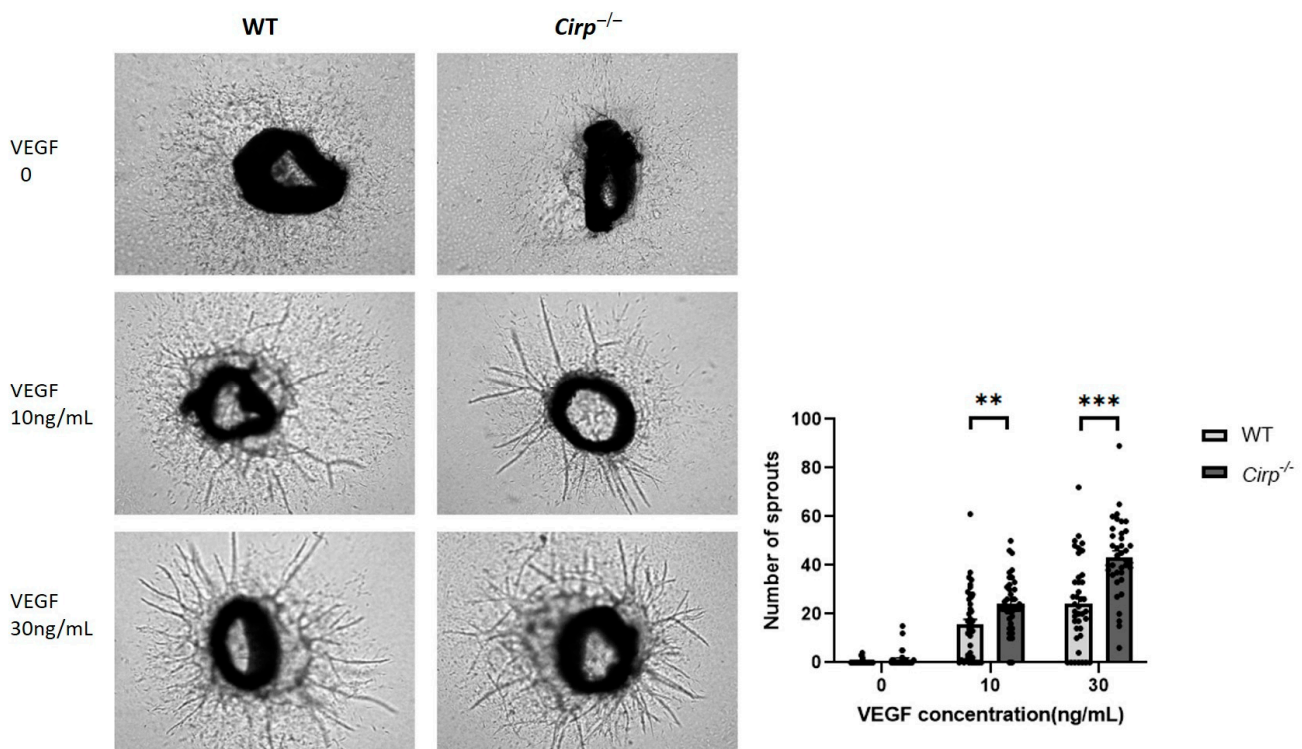 WT
Cirp−/−
VEGF
0
VEGF
10ng/mL
VEGF
30ng/mL
** ***
100
80
60
40
20
0
Number of sprouts
0 10 30
VEGF concentration(ng/mL)
WT
Cirp-/-